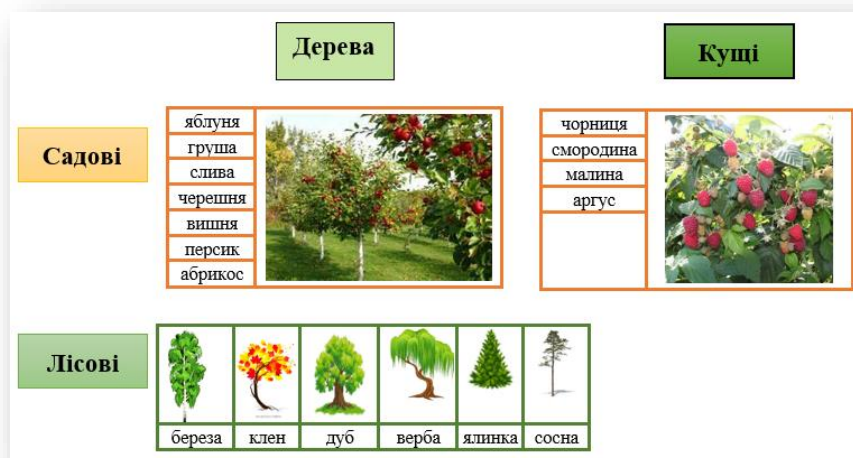 Дерева
Кущі
Садові
яблуня
груша
слива
черешня
вишня
персик
абрикос
чорниця
смородина
малина
аргус
Лісові
береза
клен
дуб
верба
ялинка
сосна